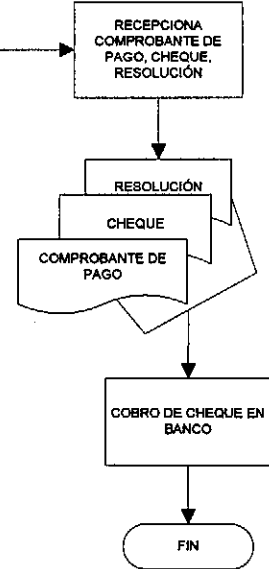 RECEPCIONA
COMPROBANTE DE
PAGO, CHEQUE,
RESOLUCIÓN
RESOLUCIÓN
CHEQUE
COMPROBANTE DE
PAGO
COBRO DE CHEQUE EN
BANCO
FIN